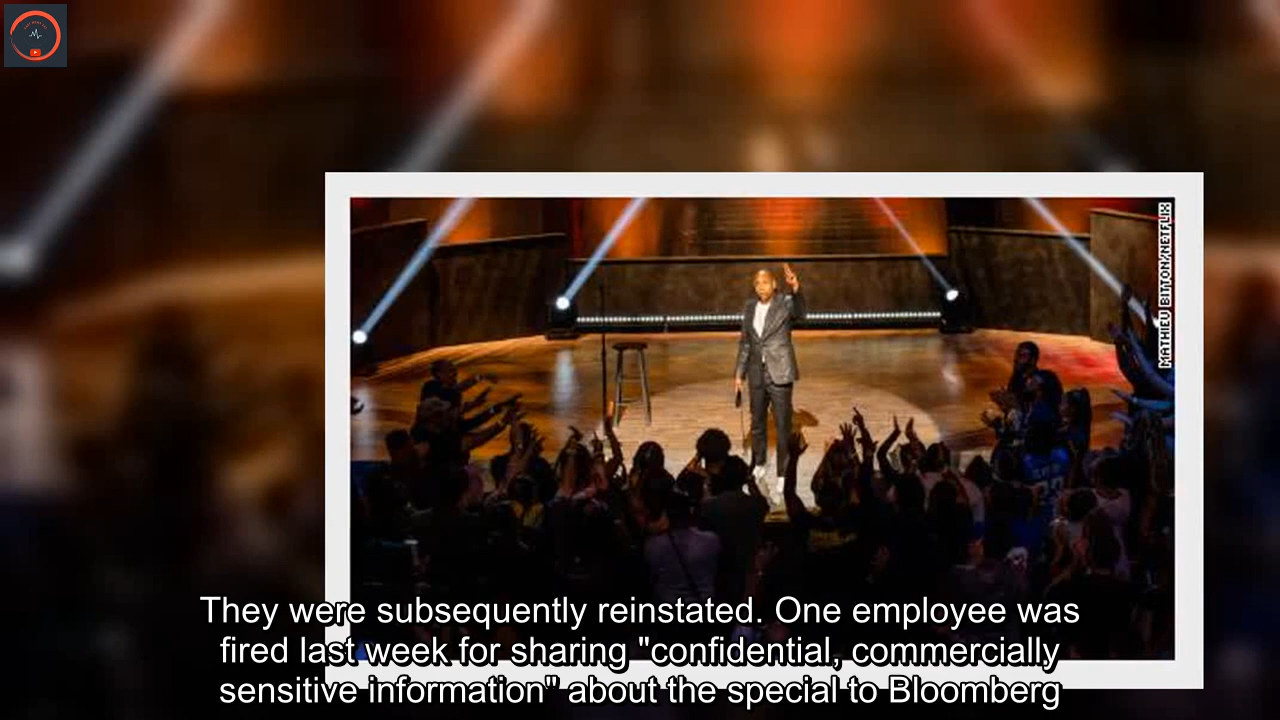 MATHIEU BITTON/NETFLIX
They were subsequently reinstated. One employee was
fired last week for sharing "confidential, commercially
sensitive information" about the special to Bloomberg